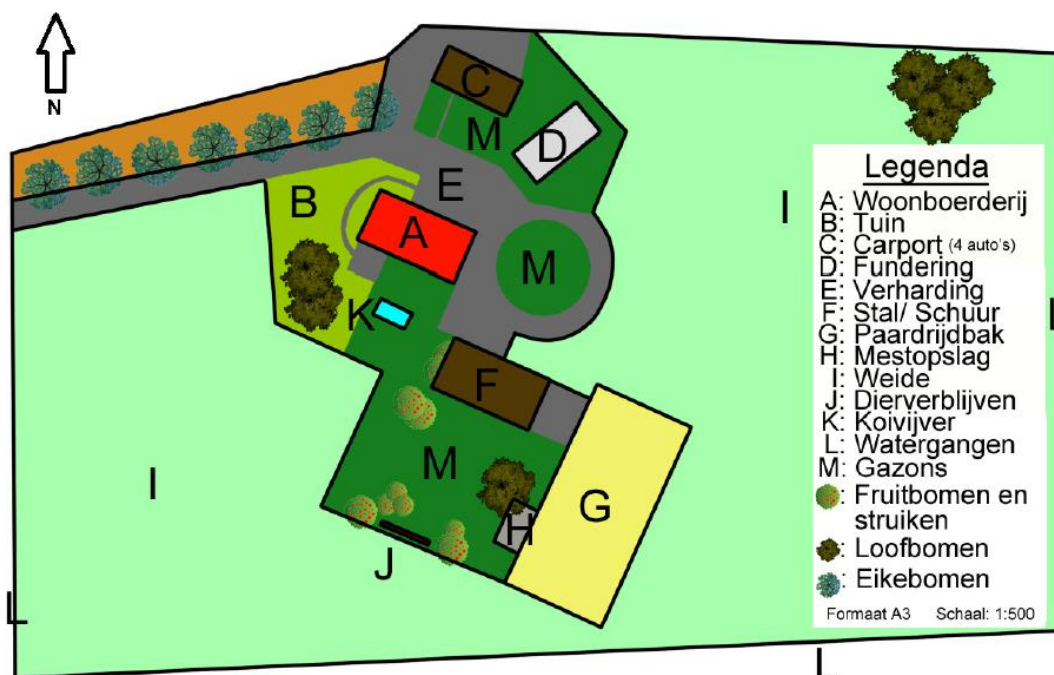 N
C
M
D
B
E
A
M
K
F
M
G
H
J
I
I
L
L
Legenda
A: Woonboerderij
B: Tuin
C: Carport (4 auto's)
D: Fundering
E: Verharding
F: Stal/ Schuur
G: Paardrijdbak
H: Mestopslag
I: Weide
J: Dierverblijven
K: Koivijver
L: Watergangen
M: Gazons
: Fruitbomen en
struiken
: Loofbomen
: Eikebomen
Formaat A3 Schaal: 1:500